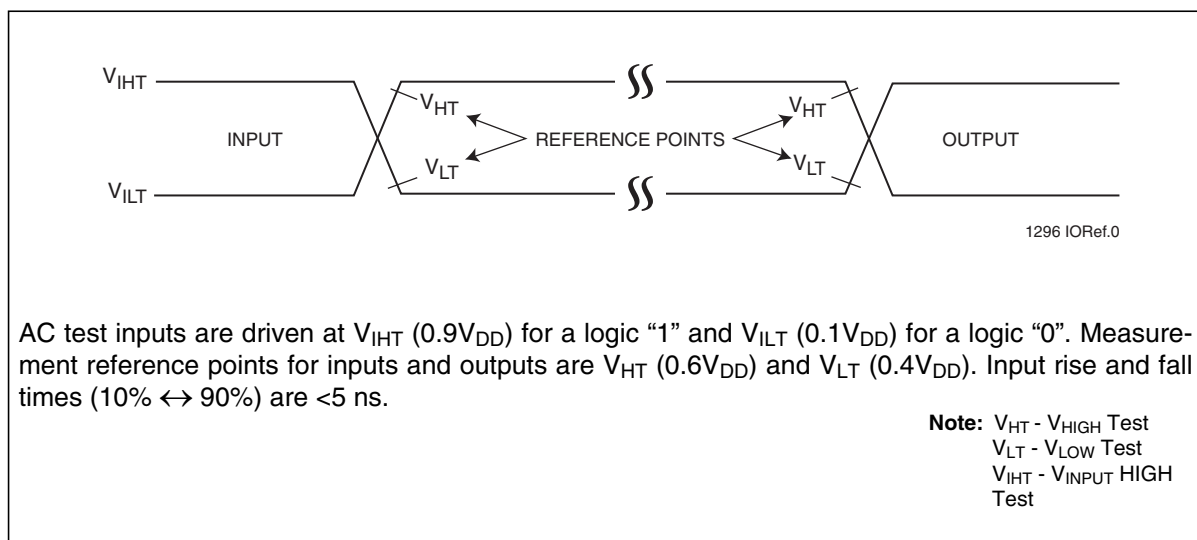 VIHT
VHT
VHT
INPUT
REFERENCE POINTS
OUTPUT
VLT
VLT
VILT
1296 IORef.0
AC test inputs are driven at VIHT (0.9VDD) for a logic “1” and VILT (0.1VDD) for a logic “0”. Measure-
ment reference points for inputs and outputs are VHT (0.6VDD) and VLT (0.4VDD). Input rise and fall
times (10% ↔ 90%) are <5 ns.
Note: VHT - VHIGH Test
VLT - VLOW Test
VIHT - VINPUT HIGH
Test